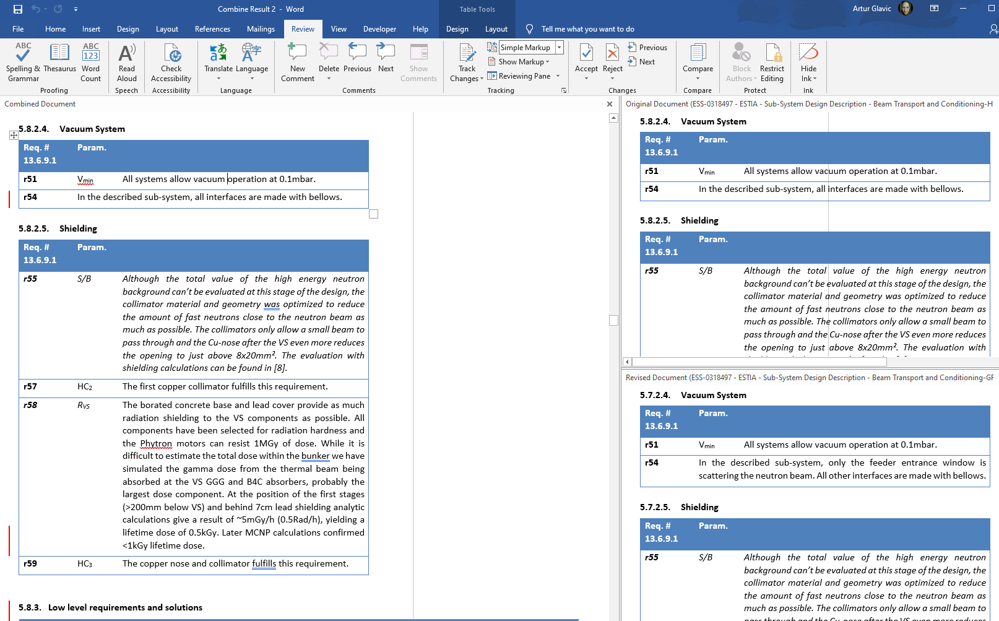 Combine Result 2 - Word
Table Tools
Artur Glavic
File Home Insert Design Layout References Mailings Review View Developer Help Design Layout Tell me what you want to do
ABC
Spelling &
Grammar
Thesaurus
ABC
123
Word
Count
Proofing
A
Read
Aloud
Speech
Check
Accessibility
Accessibility
Translate
Language
Language
New
Comment
Delete
Previous
Next
Show
Comments
Comments
Track
Changes
Simple Markup
Show Markup
Reviewing Pane
Tracking
Accept
Reject
Previous
Next
Changes
Compare
Compare
Block
Authors
Restrict
Editing
Protect
Hide
Ink
Ink
Combined Document
5.8.2.4. Vacuum System
Req. # Param.
13.6.9.1
r51 Vmin All systems allow vacuum operation at 0.1mbar.
r54 In the described sub-system, all interfaces are made with bellows.
5.8.2.5. Shielding
Req. # Param.
13.6.9.1
r55 S/B Although the total value of the high energy neutron
background can't be evaluated at this stage of the design, the
collimator material and geometry was optimized to reduce
the amount of fast neutrons close to the neutron beam as
much as possible. The collimators only allow a small beam to
pass through and the Cu-nose after the VS even more reduces
the opening to just above 8x20mm². The evaluation with
shielding calculations can be found in [8].
r57 HC2 The first copper collimator fulfills this requirement.
r58 RVS The borated concrete base and lead cover provide as much
radiation shielding to the VS components as possible. All
components have been selected for radiation hardness and
the Phytron motors can resist 1MGy of dose. While it is
difficult to estimate the total dose within the bunker we have
simulated the gamma dose from the thermal beam being
absorbed at the VS GGG and B4C absorbers, probably the
largest dose component. At the position of the first stages
(>200mm below VS) and behind 7cm lead shielding analytic
calculations give a result of ~5mGy/h (0.5Rad/h), yielding a
lifetime dose of 0.5kGy. Later MCNP calculations confirmed
<1kGy lifetime dose.
r59 HC3 The copper nose and collimator fulfills this requirement.
5.8.3. Low level requirements and solutions
Original Document (ESS-0318497 - ESTIA - Sub-System Design Description - Beam Transport and Conditioning-H
5.8.2.4. Vacuum System
Req. # Param.
13.6.9.1
r51 Vmin All systems allow vacuum operation at 0.1mbar.
r54 In the described sub-system, all interfaces are made with bellows.
5.8.2.5. Shielding
Req. # Param.
13.6.9.1
r55 S/B Although the total value of the high energy neutron
background can't be evaluated at this stage of the design, the
collimator material and geometry was optimized to reduce
the amount of fast neutrons close to the neutron beam as
much as possible. The collimators only allow a small beam to
pass through and the Cu-nose after the VS even more reduces
the opening to just above 8x20mm². The evaluation with
Revised Document (ESS-0318497 - ESTIA - Sub-System Design Description - Beam Transport and Conditioning-GF
5.7.2.4. Vacuum System
Req. # Param.
13.6.9.1
r51 Vmin All systems allow vacuum operation at 0.1mbar.
r54 In the described sub-system, only the feeder entrance window is
scattering the neutron beam. All other interfaces are made with bellows.
5.7.2.5. Shielding
Req. # Param.
13.6.9.1
r55 S/B Although the total value of the high energy neutron
background can't be evaluated at this stage of the design, the
collimator material and geometry was optimized to reduce
the amount of fast neutrons close to the neutron beam as
much as possible. The collimators only allow a small beam to